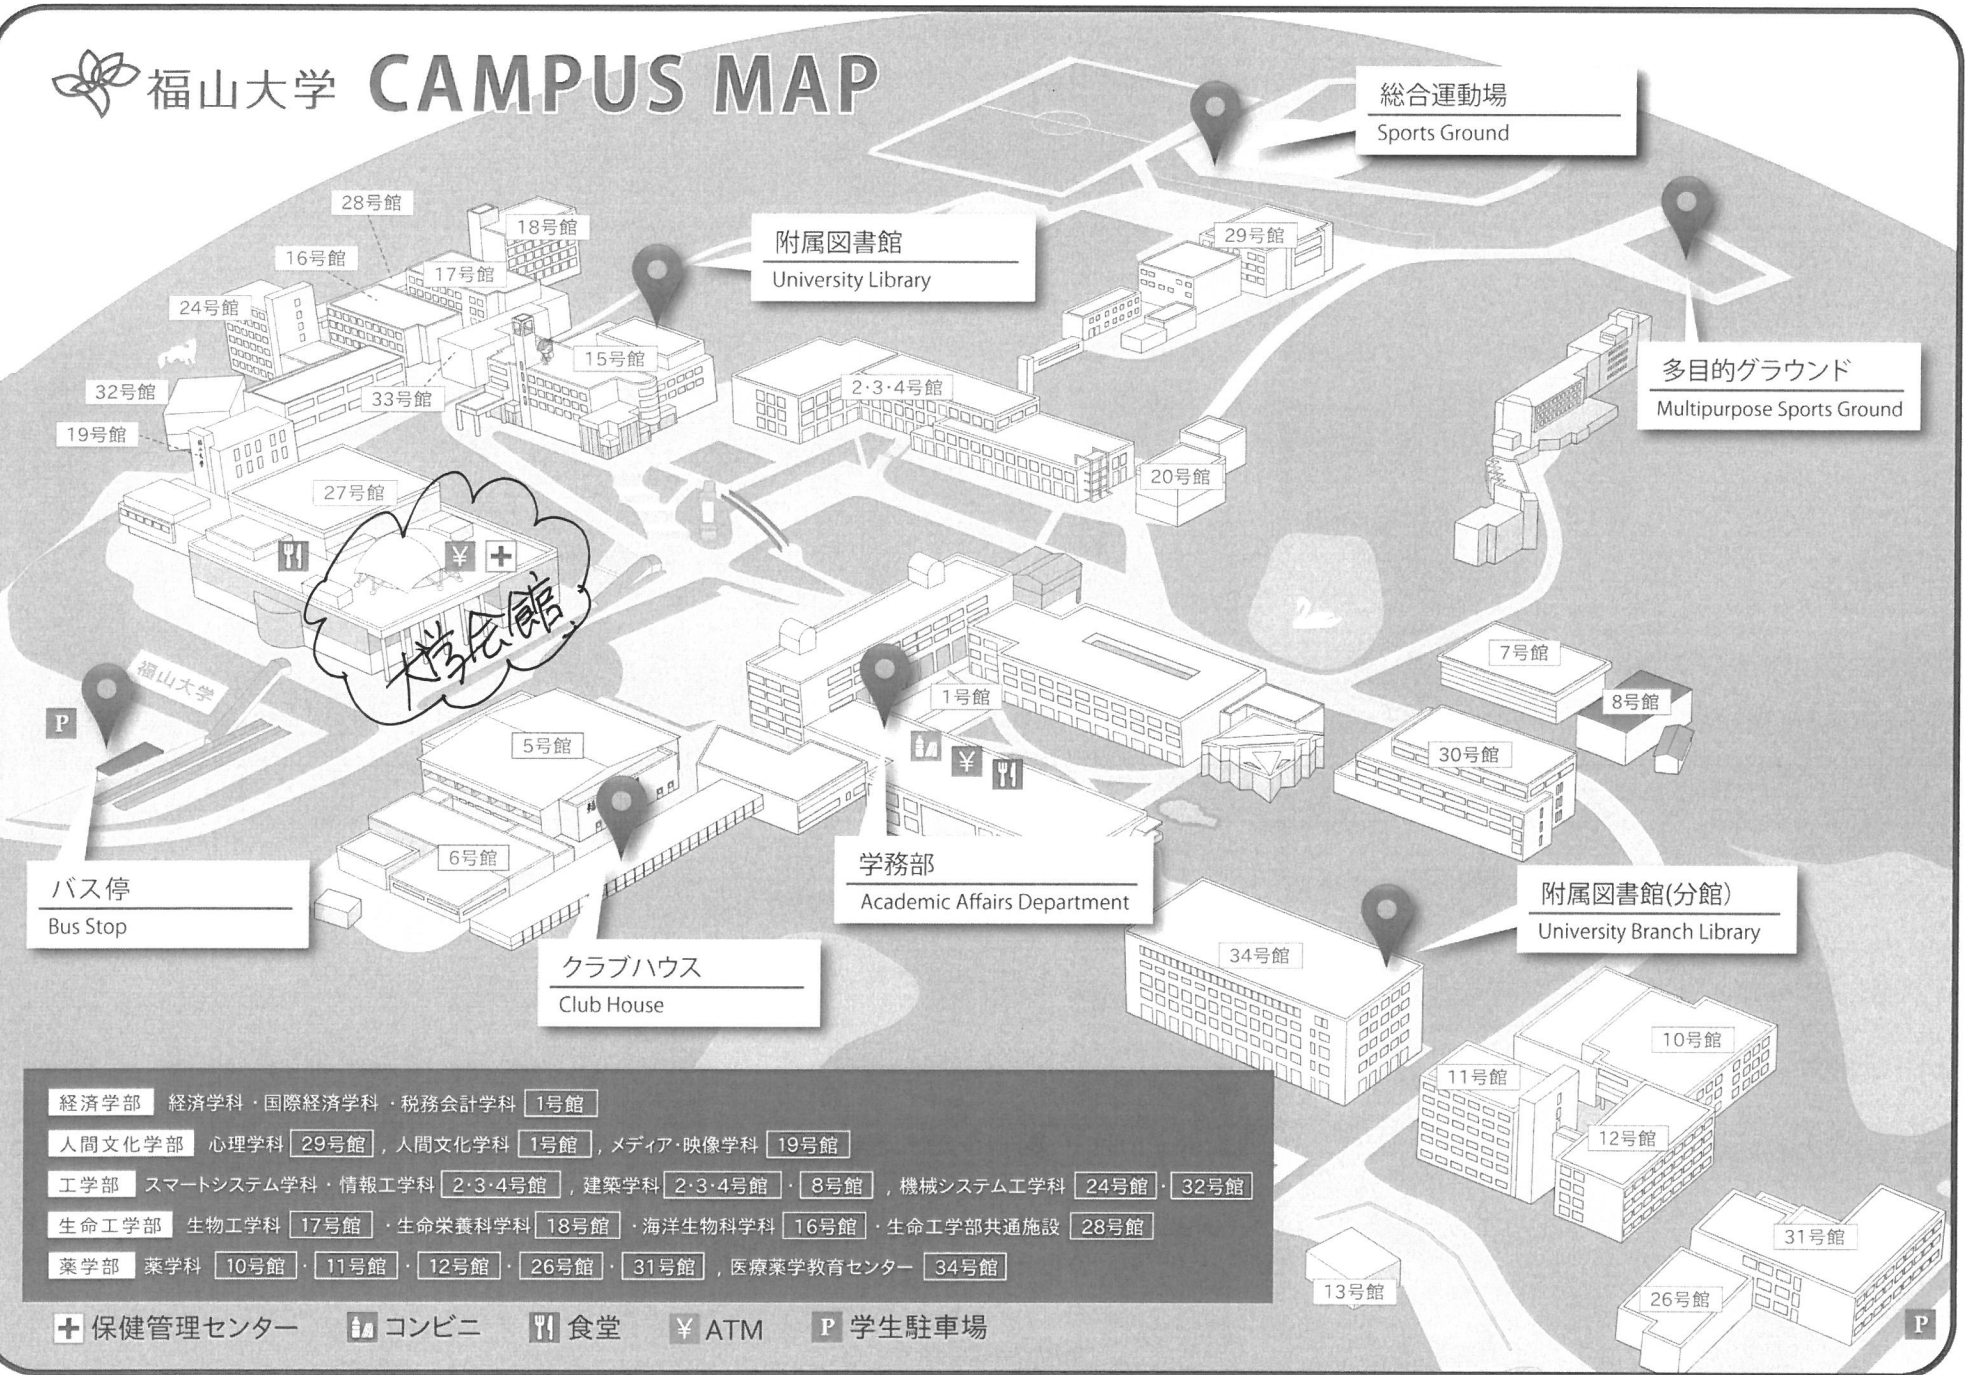 福山大学 CAMPUS MAP
総合運動場
Sports Ground
28号館
18号館
附属図書館
University Library
29号館
16号館
17号館
24号館
15号館
多目的グラウンド
Multipurpose Sports Ground
32号館
33号館
2・3・4号館
19号館
27号館
20号館
¥
大学会館
福山大学
P
1号館
7号館
8号館
5号館
30号館
¥
6号館
バス停
Bus Stop
学務部
Academic Affairs Department
附属図書館(分館)
University Branch Library
クラブハウス
Club House
34号館
10号館
11号館
12号館
31号館
13号館
26号館
P
経済学部 経済学科・国際経済学科・税務会計学科 1号館
人間文化学部 心理学科 29号館, 人間文化学科 1号館, メディア・映像学科 19号館
工学部 スマートシステム学科・情報工学科 2・3・4号館, 建築学科 2・3・4号館・8号館, 機械システム工学科 24号館・32号館
生命工学部 生物工学科 17号館・生命栄養科学科 18号館・海洋生物科学科 16号館・生命工学部共通施設 28号館
薬学部 薬学科 10号館・11号館・12号館・26号館・31号館, 医療薬学教育センター 34号館
保健管理センター コンビニ 食堂 ¥ ATM P 学生駐車場